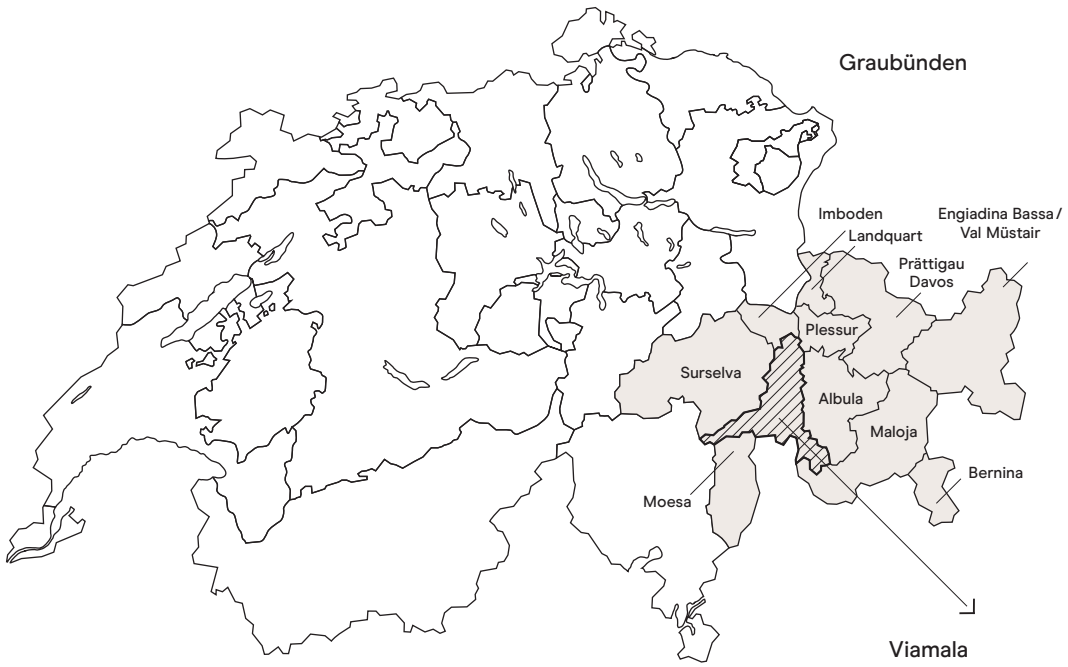 Graubünden
Imboden
Engiadina Bassa/
Val Müstair
Landquart
Prättigau
Davos
Plessur
Surselva
Albula
Maloja
Bernina
Moesa
Viamala